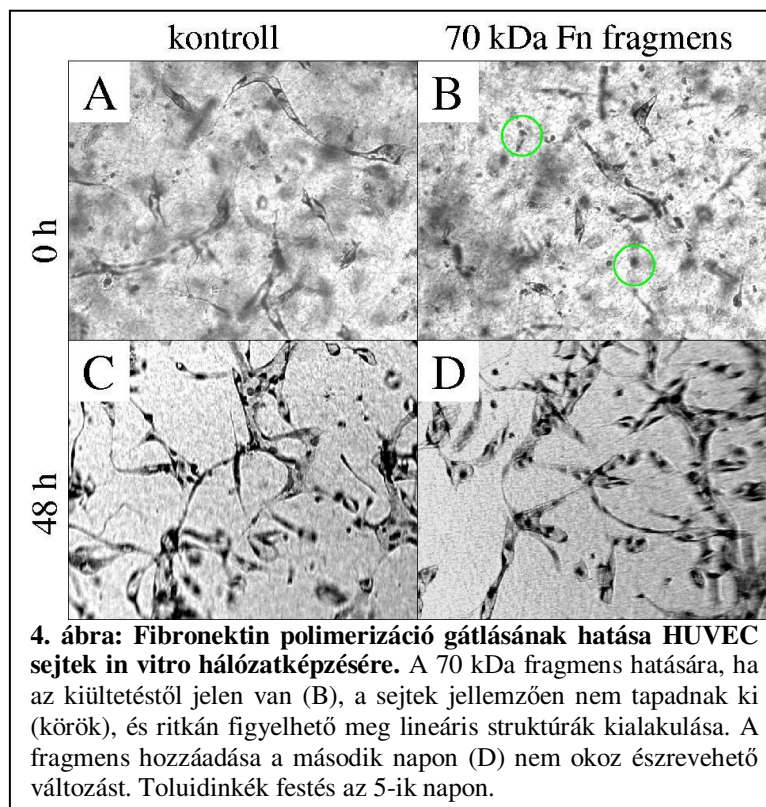 kontroll 70 kDa Fn fragmens
A B
0 h
C D
48 h
4. ábra: Fibronektin polimerizáció gátlásának hatása HUVEC
sejtek in vitro hálózatképzésére. A 70 kDa fragmens hatására, ha
az kiültetéstől jelen van (B), a sejtek jellemzően nem tapadnak ki
(körök), és ritkán figyelhető meg lineáris struktúrák kialakulása. A
fragmens hozzáadása a második napon (D) nem okoz észrevehető
változást. Toluidinkék festés az 5-ik napon.